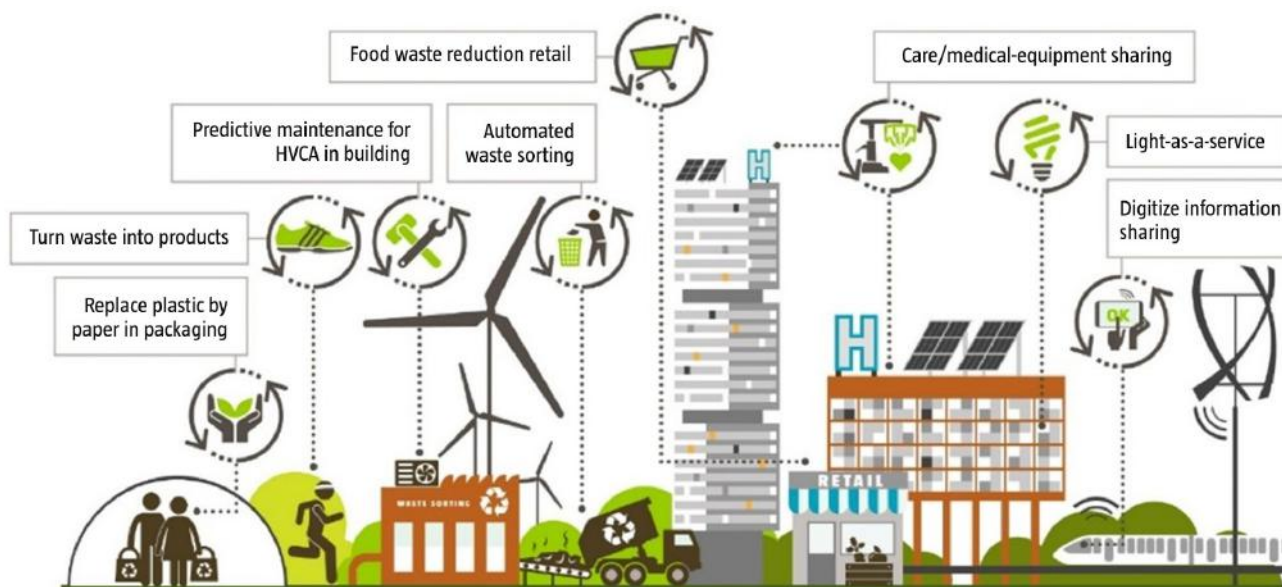 Food waste reduction retail
Care/medical-equipment sharing
Predictive maintenance for
HVCA in building
Automated
waste sorting
Light-as-a-service
Turn waste into products
Digitize information
sharing
Replace plastic by
paper in packaging
OK
H
H
WASTE SORTING
RETAIL